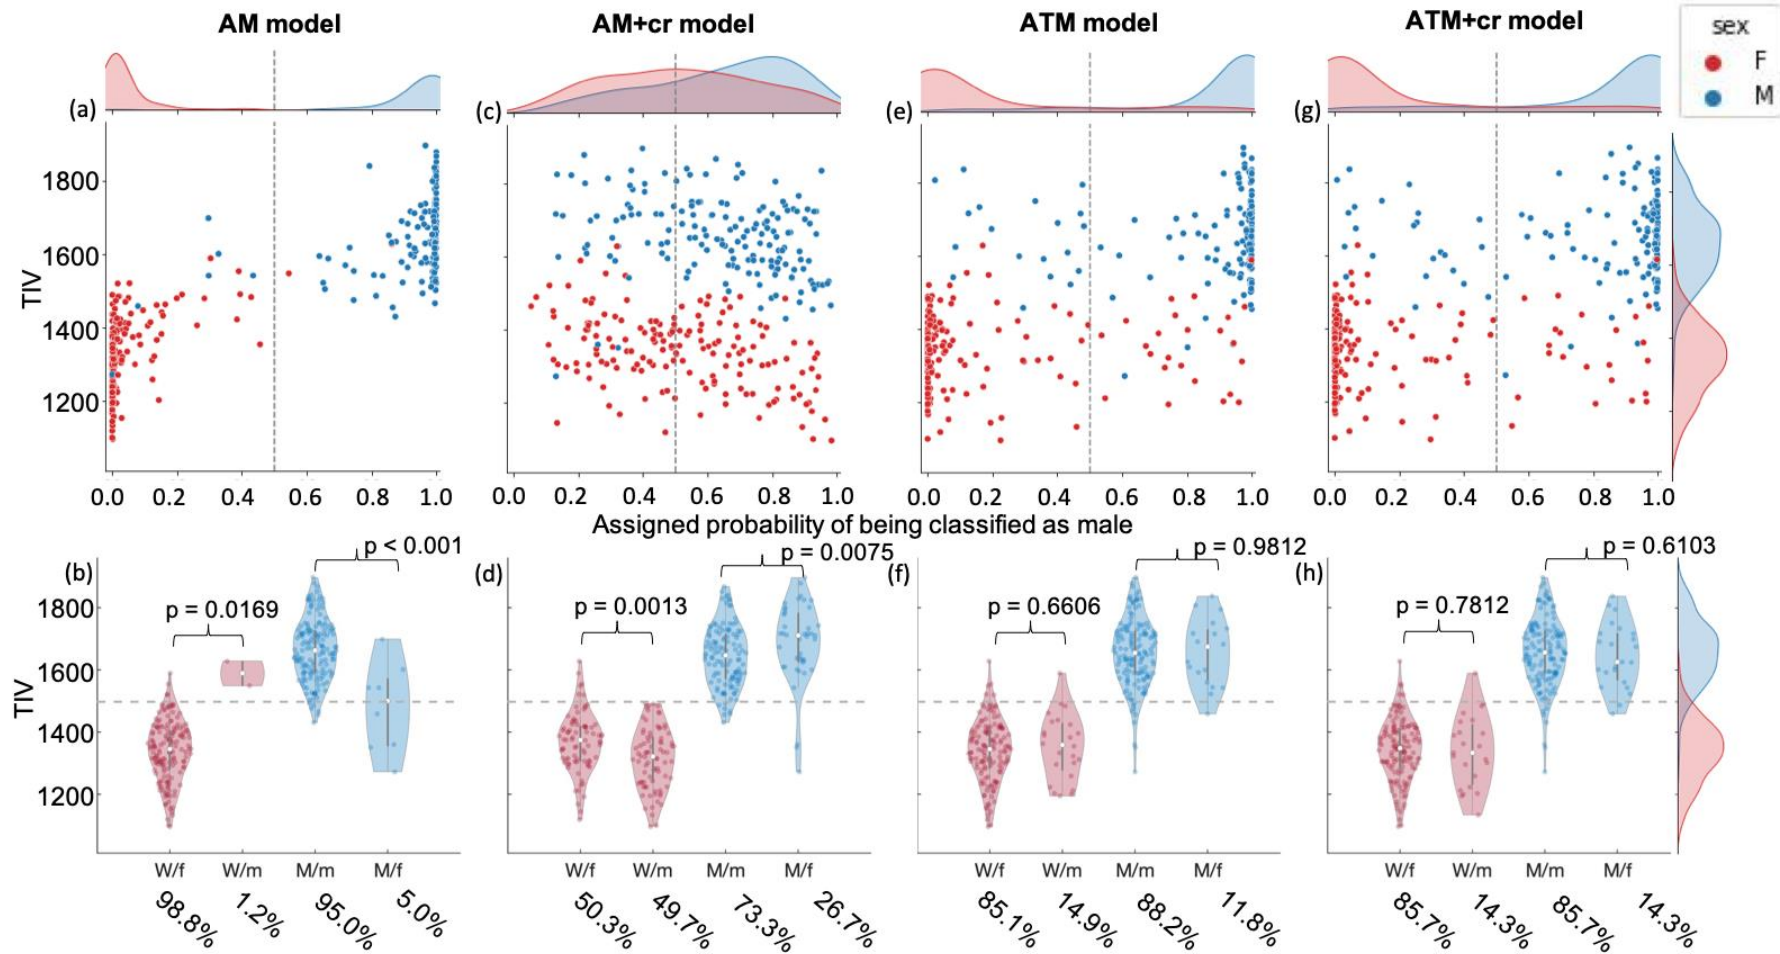 AM model
AM+cr model
ATM model
ATM+cr model
sex
F
M
(a)
(c)
(e)
(g)
TIV
1800
1600
1400
1200
0.0 0.2 0.4 0.6 0.8 1.0
0.0 0.2 0.4 0.6 0.8 1.0
0.0 0.2 0.4 0.6 0.8 1.0
0.0 0.2 0.4 0.6 0.8 1.0
Assigned probability of being classified as male
(b)
p = 0.0169
p < 0.001
(d)
p = 0.0013
p = 0.0075
(f)
p = 0.6606
p = 0.9812
(h)
p = 0.7812
p = 0.6103
TIV
1800
1600
1400
1200
W/f W/m M/m M/f
W/f W/m M/m M/f
W/f W/m M/m M/f
W/f W/m M/m M/f
98.8% 1.2% 95.0% 5.0%
50.3% 49.7% 73.3% 26.7%
85.1% 14.9% 88.2% 11.8%
85.7% 14.3% 85.7% 14.3%